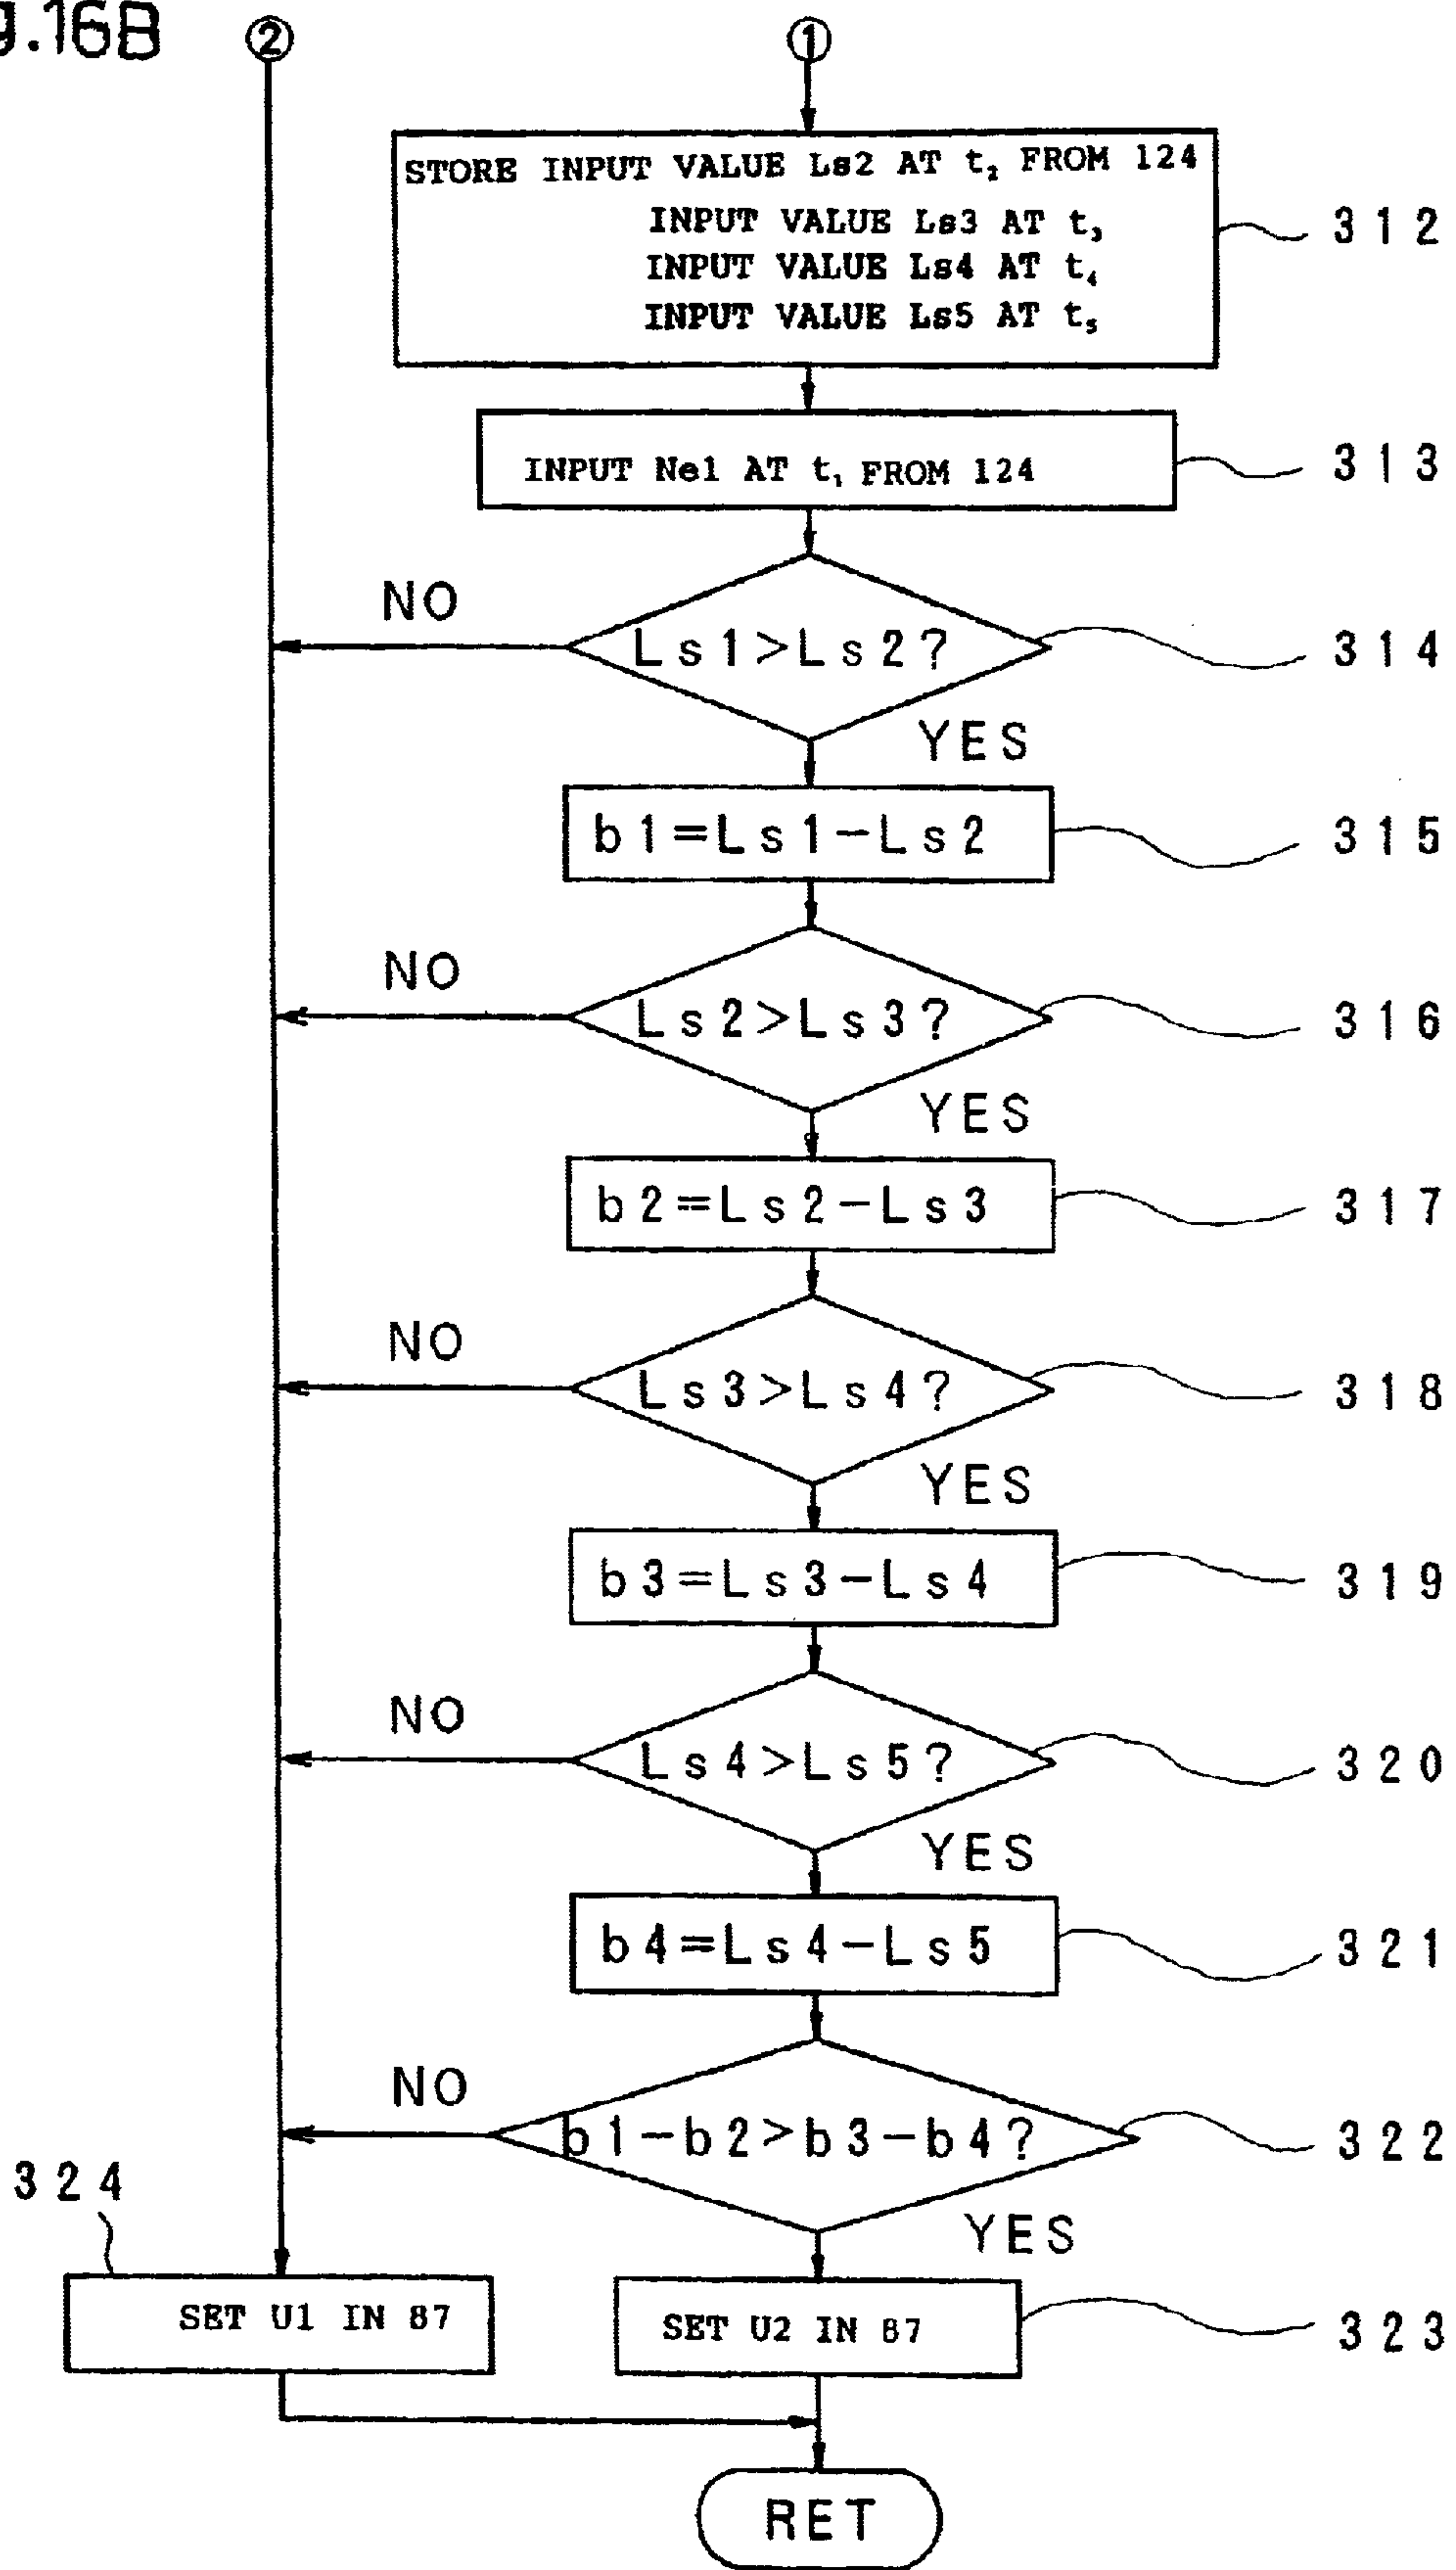 g.16B
② ①
STORE INPUT VALUE Ls2 AT t₂ FROM 124
INPUT VALUE Ls3 AT t₃
INPUT VALUE Ls4 AT t₄
INPUT VALUE Ls5 AT t₅
312
INPUT Ne1 AT t₁ FROM 124
313
NO
Ls1>Ls2?
314
YES
b1=Ls1-Ls2
315
NO
Ls2>Ls3?
316
YES
b2=Ls2-Ls3
317
NO
Ls3>Ls4?
318
YES
b3=Ls3-Ls4
319
NO
Ls4>Ls5?
320
YES
b4=Ls4-Ls5
321
NO
b1-b2>b3-b4?
322
324
YES
SET U1 IN 87
SET U2 IN 87
323
RET